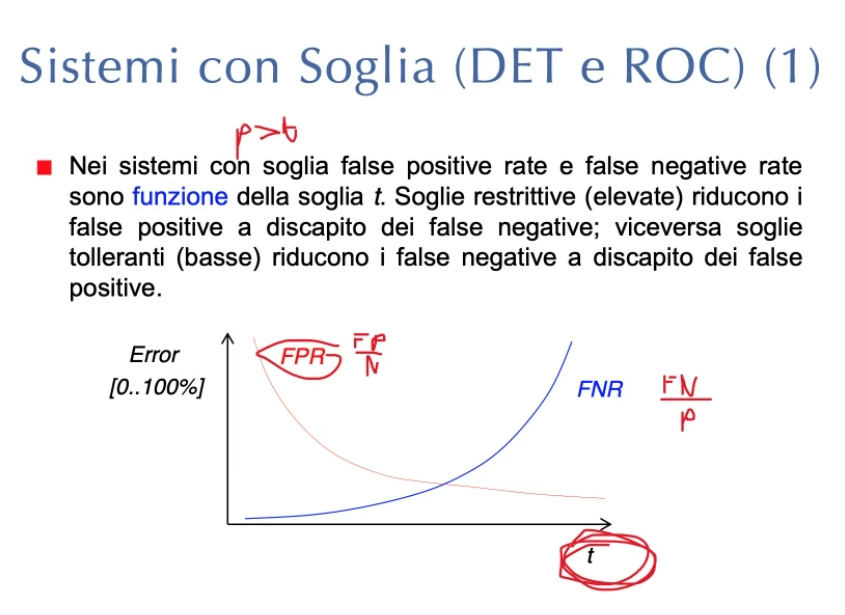 Sistemi con Soglia (DET e ROC) (1)
p>t
Nei sistemi con soglia false positive rate e false negative rate
sono funzione della soglia t. Soglie restrittive (elevate) riducono i
false positive a discapito dei false negative; viceversa soglie
tolleranti (basse) riducono i false negative a discapito dei false
positive.
Error
[0..100%]
FPR
FP
N
FNR
FN
P
t